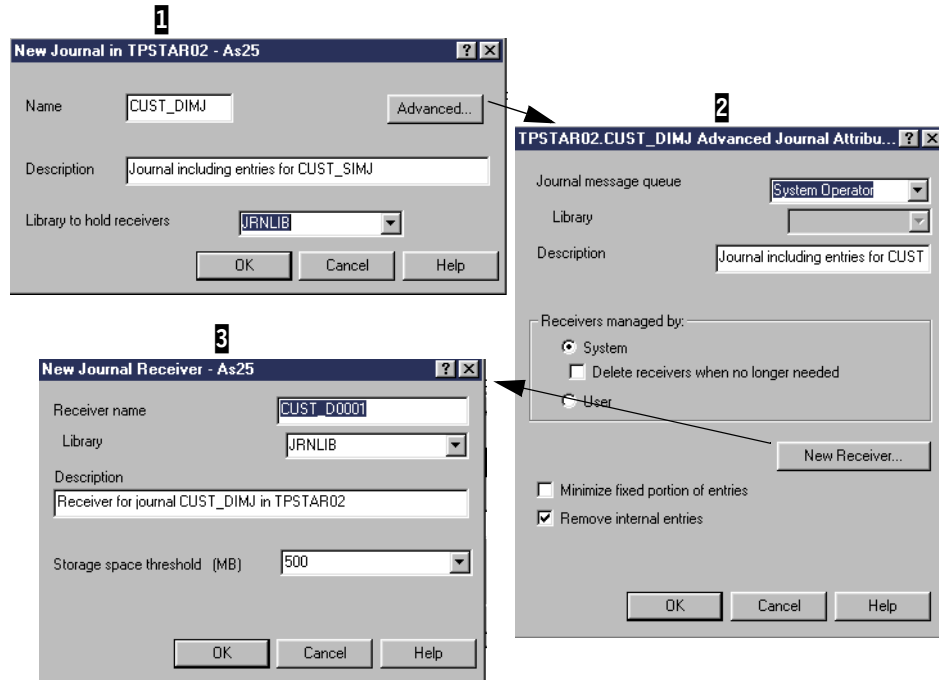 1
New Journal in TPSTAR02 - As25
Name CUST_DIMJ Advanced...
Description Journal including entries for CUST_SIMJ
Library to hold receivers JRNLIB
OK Cancel Help
2
TPSTAR02.CUST_DIMJ Advanced Journal Attribu...
Journal message queue System Operator
Library
Description Journal including entries for CUST
Receivers managed by:
System
Delete receivers when no longer needed
User
New Receiver...
Minimize fixed portion of entries
Remove internal entries
OK Cancel Help
3
New Journal Receiver - As25
Receiver name CUST_D0001
Library JRNLIB
Description
Receiver for journal CUST_DIMJ in TPSTAR02
Storage space threshold (MB) 500
OK Cancel Help